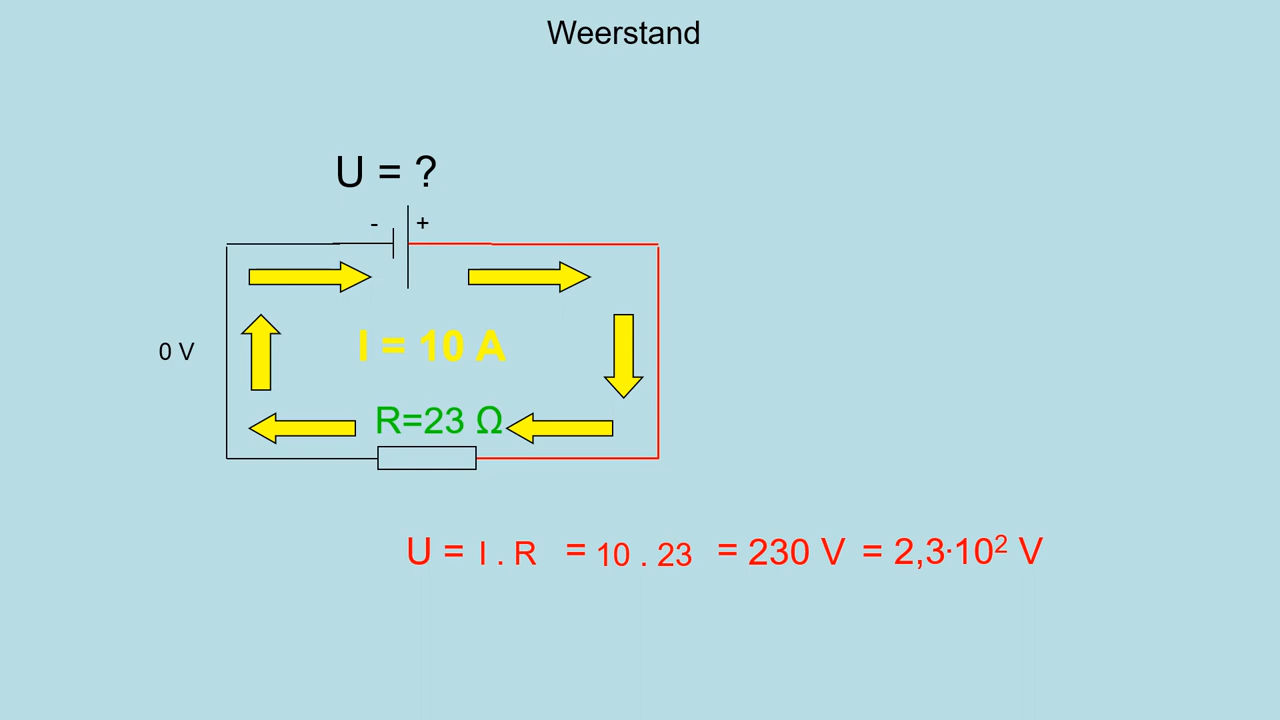 Weerstand
U = ?
- +
I = 10 A
0 V
R=23 Ω
U = I . R = 10 . 23 = 230 V = 2,3·10² V